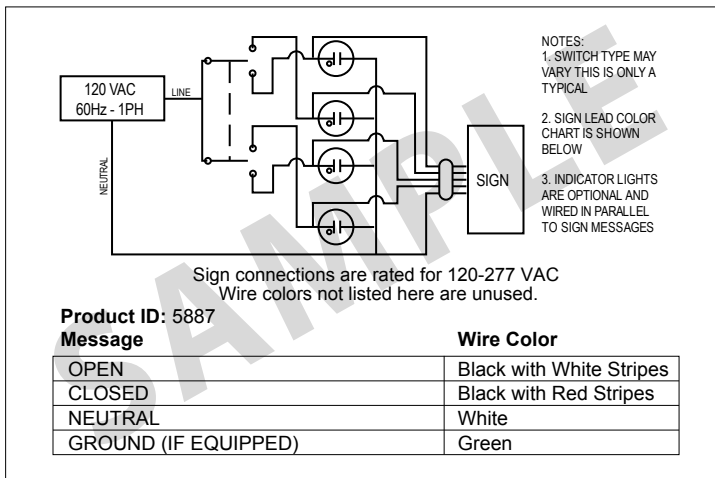 120 VAC
60Hz - 1PH
LINE
NEUTRAL
SIGN
NOTES:
1. SWITCH TYPE MAY
VARY THIS IS ONLY A
TYPICAL
2. SIGN LEAD COLOR
CHART IS SHOWN
BELOW
3. INDICATOR LIGHTS
ARE OPTIONAL AND
WIRED IN PARALLEL
TO SIGN MESSAGES
SAMPLE
Sign connections are rated for 120-277 VAC
Wire colors not listed here are unused.
Product ID: 5887
Message Wire Color
OPEN Black with White Stripes
CLOSED Black with Red Stripes
NEUTRAL White
GROUND (IF EQUIPPED) Green